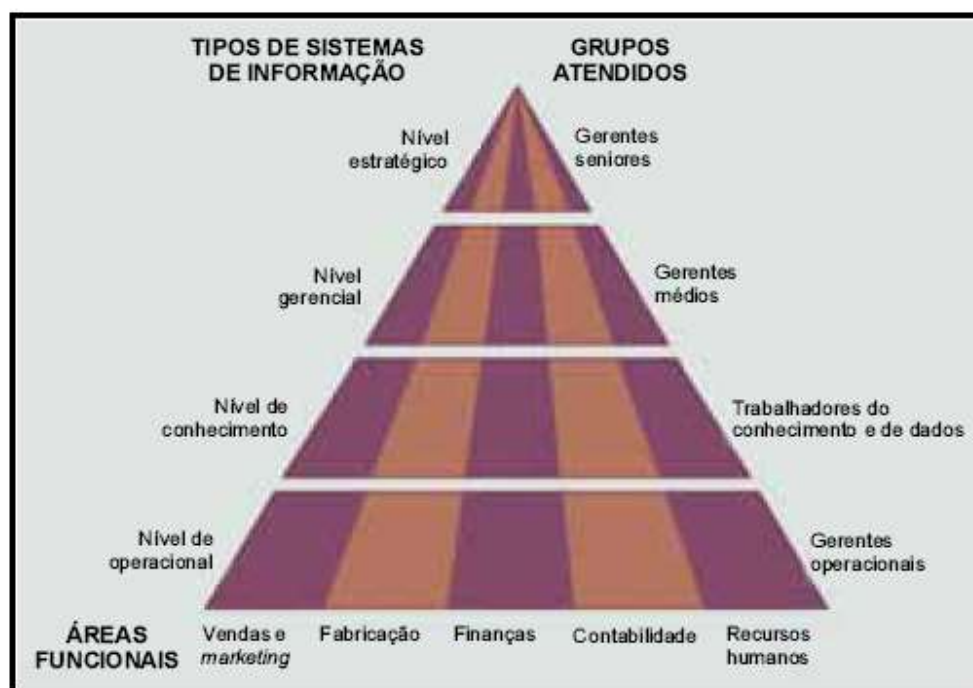 TIPOS DE SISTEMAS
DE INFORMAÇÃO
GRUPOS
ATENDIDOS
Nível
estratégico
Gerentes
seniores
Nível
gerencial
Gerentes
médios
Nível de
conhecimento
Trabalhadores do
conhecimento e de dados
Nível de
operacional
Gerentes
operacionais
ÁREAS
FUNCIONAIS
Vendas e
marketing
Fabricação
Finanças
Contabilidade
Recursos
humanos